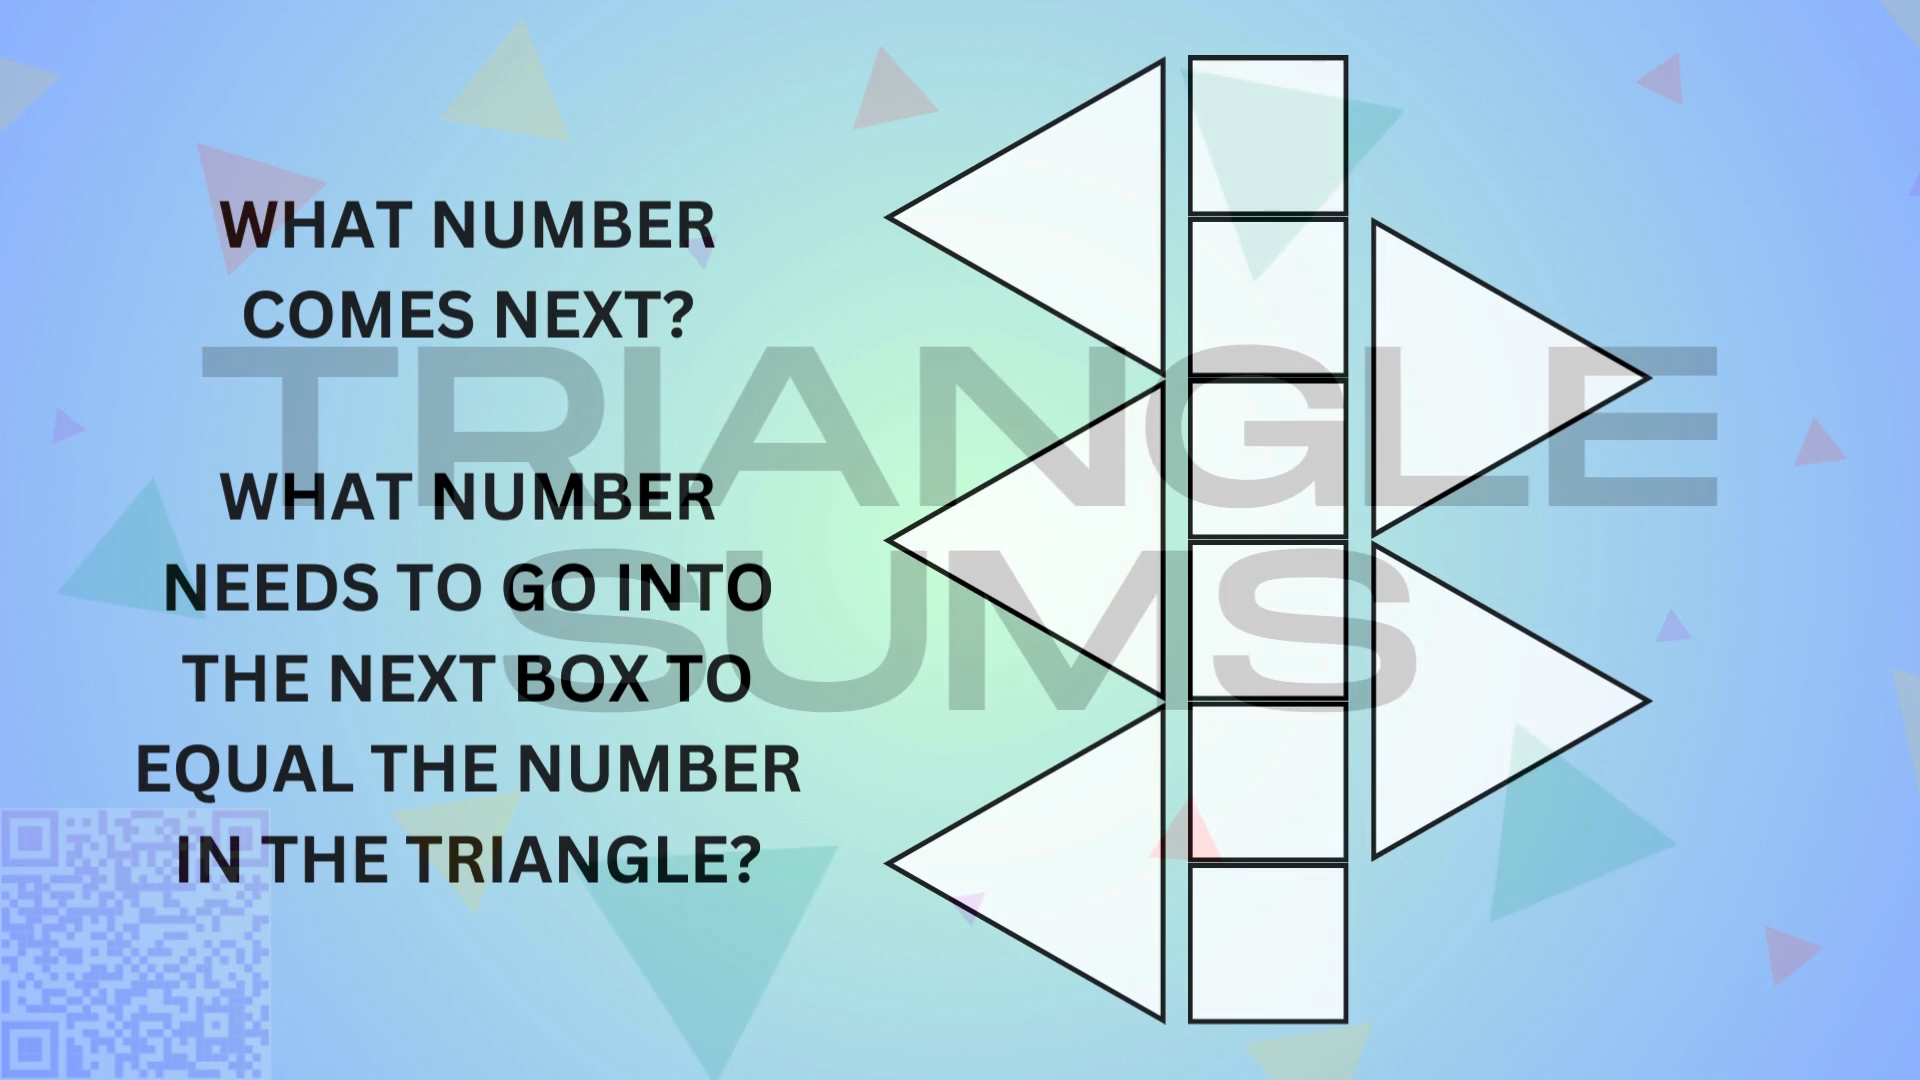 WHAT NUMBER
COMES NEXT?
TRIANGLE
SUMS
WHAT NUMBER
NEEDS TO GO INTO
THE NEXT BOX TO
EQUAL THE NUMBER
IN THE TRIANGLE?